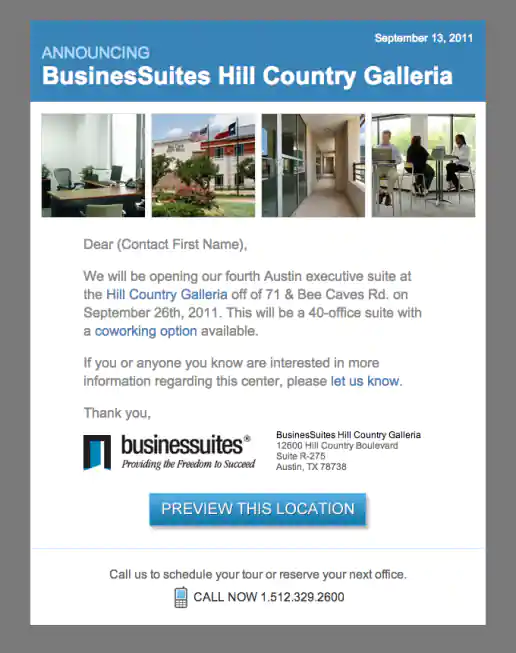 September 13, 2011
ANNOUNCING
BusinesSuites Hill Country Galleria
Dear (Contact First Name),
We will be opening our fourth Austin executive suite at
the Hill Country Galleria off of 71 & Bee Caves Rd. on
September 26th, 2011. This will be a 40-office suite with
a coworking option available.
If you or anyone you know are interested in more
information regarding this center, please let us know.
Thank you,
businessuites®
Providing the Freedom to Succeed
BusinesSuites Hill Country Galleria
12600 Hill Country Boulevard
Suite R-275
Austin, TX 78738
PREVIEW THIS LOCATION
Call us to schedule your tour or reserve your next office.
CALL NOW 1.512.329.2600